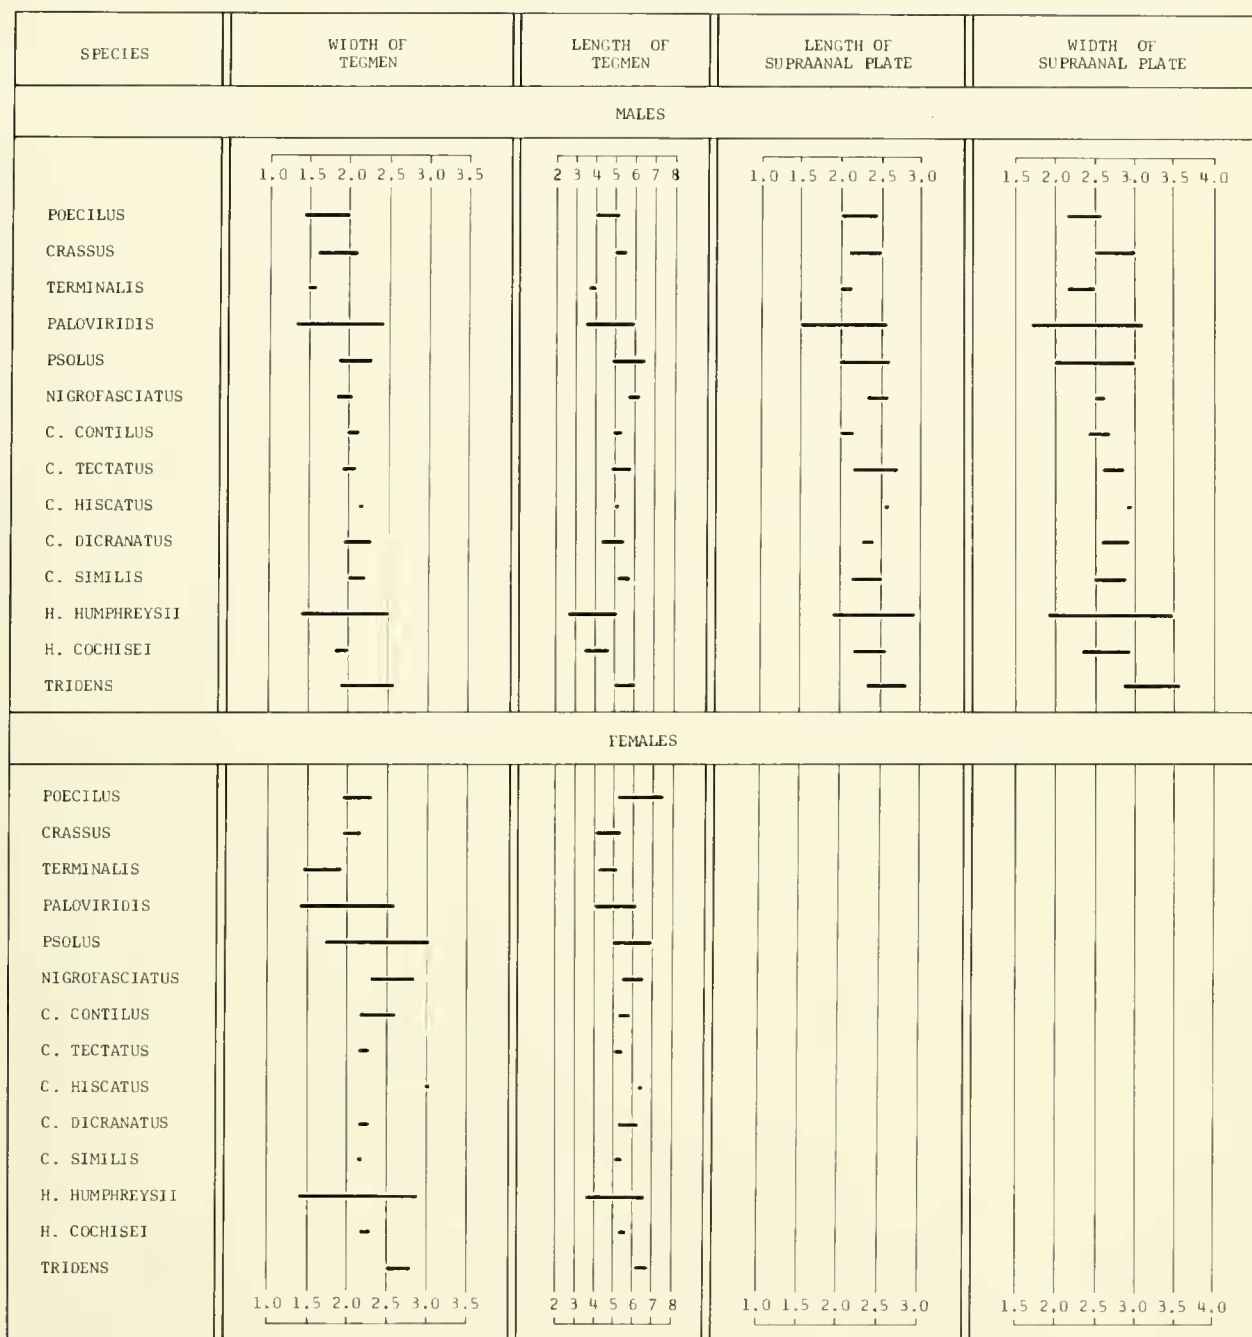 SPECIES
WIDTH OF
TEGMEN
LENGTH OF
TEGMEN
LENGTH OF
SUPRAANAL PLATE
WIDTH OF
SUPRAANAL PLATE
MALES
1.0 1.5 2.0 2.5 3.0 3.5
2 3 4 5 6 7 8
1.0 1.5 2.0 2.5 3.0
1.5 2.0 2.5 3.0 3.5 4.0
POECILUS
CRASSUS
TERMINALIS
PALOVIRIDIS
PSOLUS
NIGROFASCIATUS
C. CONTILUS
C. TECTATUS
C. HISCATUS
C. DICRANATUS
C. SIMILIS
H. HUMPHREYSII
H. COCHISEI
TRIDENS
FEMALES
POECILUS
CRASSUS
TERMINALIS
PALOVIRIDIS
PSOLUS
NIGROFASCIATUS
C. CONTILUS
C. TECTATUS
C. HISCATUS
C. DICRANATUS
C. SIMILIS
H. HUMPHREYSII
H. COCHISEI
TRIDENS
1.0 1.5 2.0 2.5 3.0 3.5
2 3 4 5 6 7 8
1.0 1.5 2.0 2.5 3.0
1.5 2.0 2.5 3.0 3.5 4.0